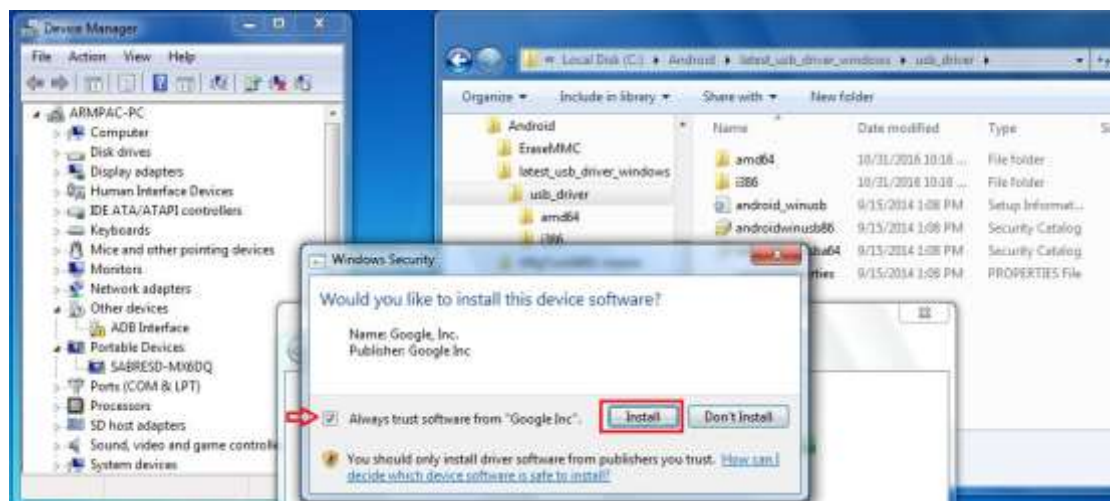 Device Manager
File Action View Help
ARMPAC-PC
Computer
Disk drives
Display adapters
Human Interface Devices
IDE ATA/ATAPI controllers
Keyboards
Mice and other pointing devices
Monitors
Network adapters
Other devices
ADB Interface
Portable Devices
SABRESD-MX6DQ
Ports (COM & LPT)
Processors
SD host adapters
Sound, video and game controlle
System devices
Local Disk (C:) Android latest_usb_driver_windows usb_driver
Organize Include in library Share with New folder
Android
EraseMMC
latest_usb_driver_windows
usb_driver
amd64
i386
Name Date modified Type S
amd64 10/31/2016 10:16 ... File folder
i386 10/31/2016 10:16 ... File folder
android_winusb 9/15/2014 1:08 PM Setup Informat...
androidwinusb86 9/15/2014 1:08 PM Security Catalog
ba64 9/15/2014 1:08 PM Security Catalog
rties 9/15/2014 1:08 PM PROPERTIES File
Windows Security
Would you like to install this device software?
Name: Google, Inc.
Publisher: Google Inc
Always trust software from "Google Inc". Install Don't Install
You should only install driver software from publishers you trust. How can I
decide which device software is safe to install?